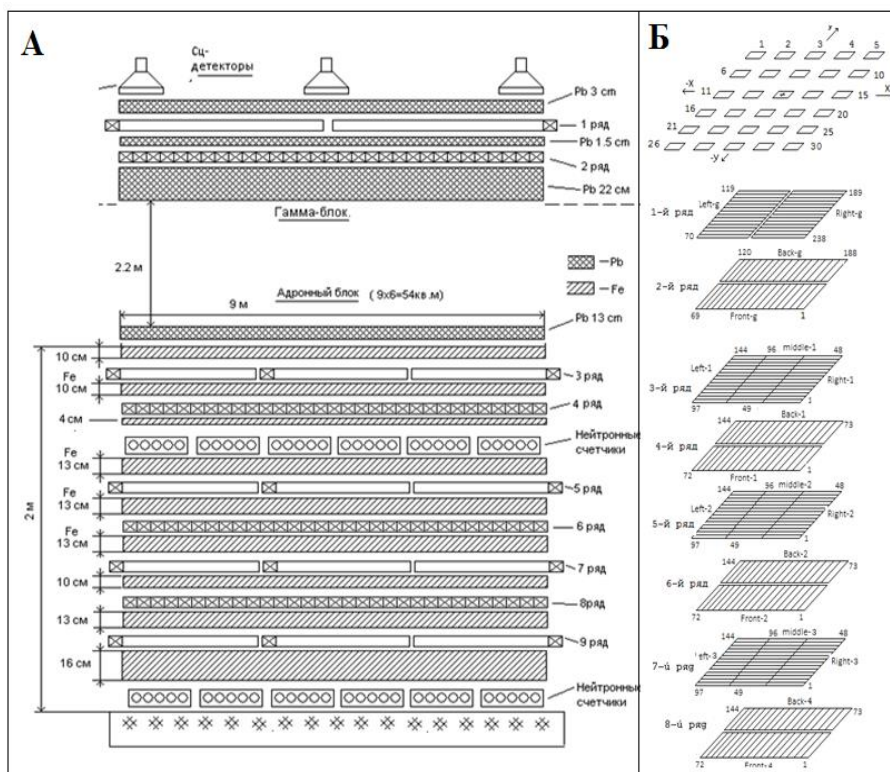 А
Сц-
детекторы
Pb 3 cm
1 ряд
Pb 1.5 cm
2 ряд
Pb 22 см
Гамма-блок.
2.2 м
Pb
Fe
Адронный блок ( 9x6=54кв.м)
9 м
Pb 13 cm
10 см
Fe
10 см
3 ряд
4 ряд
4 см
Нейтронные
счетчики
Fe
13 см
5 ряд
Fe
13 см
Fe
13 см
6 ряд
7 ряд
10 см
8ряд
13 см
9 ряд
16 см
Нейтронные
счетчики
2 м
Б
1 2 3 4 5
6 10
-X
11 15 X
16 20
21 25
26 30
-У
119 189
1-й ряд Left-g Right-g
70 238
120 Back-g 188
2-й ряд
69 Front-g 1
144 96 middle-1 48
Left-1
3-й ряд Right-1
97 1
144 Back-1 73
4-й ряд
72 Front-1 1
144 96 middle-2 48
Left-2
5-й ряд Right-2
97 49 1
144 Back-2 73
6-й ряд
72 Front-2 1
144 96 middle-3 48
Left-3
7-й ряд Right-3
97 49 1
144 Back-4 73
8-й ряд
72 Front-4 1